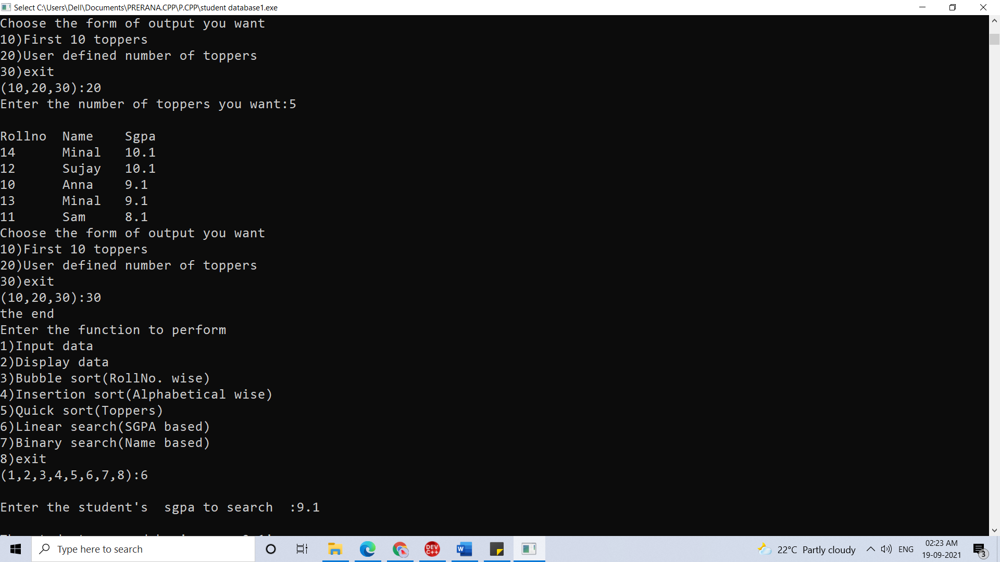 Select C:\Users\Dell\Documents\PRERANA.CPP\P.CPP\student database1.exe
Choose the form of output you want
10)First 10 toppers
20)User defined number of toppers
30)exit
(10,20,30):20
Enter the number of toppers you want:5
Rollno Name Sgpa
14 Minal 10.1
12 Sujay 10.1
10 Anna 9.1
13 Minal 9.1
11 Sam 8.1
Choose the form of output you want
10)First 10 toppers
20)User defined number of toppers
30)exit
(10,20,30):30
the end
Enter the function to perform
1)Input data
2)Display data
3)Bubble sort(RollNo. wise)
4)Insertion sort(Alphabetical wise)
5)Quick sort(Toppers)
6)Linear search(SGPA based)
7)Binary search(Name based)
8)exit
(1,2,3,4,5,6,7,8):6
Enter the student's  sgpa to search  :9.1
Type here to search
DEV C++
W
22°C Partly cloudy
ENG
02:23 AM
19-09-2021
3